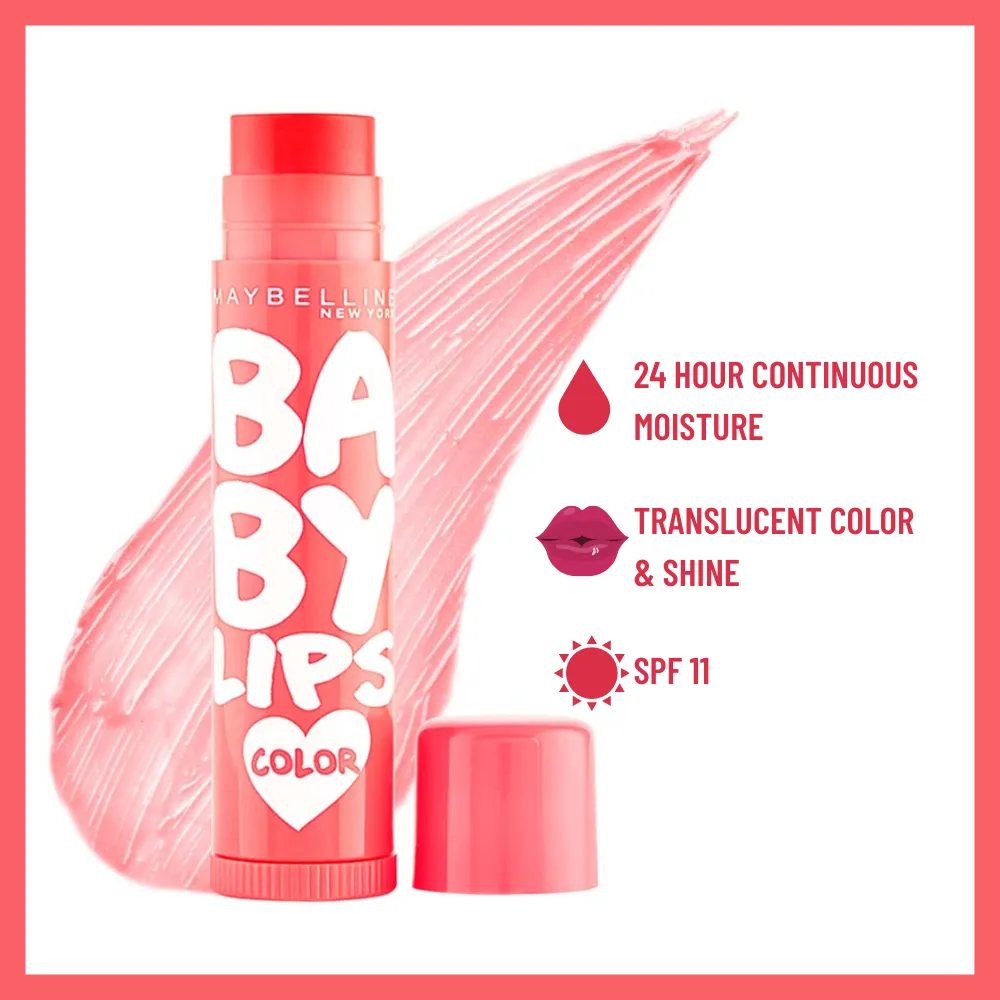 MAYBELLINE
NEW YORK
BA
BY
LIPS
COLOR
24 HOUR CONTINUOUS
MOISTURE
TRANSLUCENT COLOR
& SHINE
SPF 11